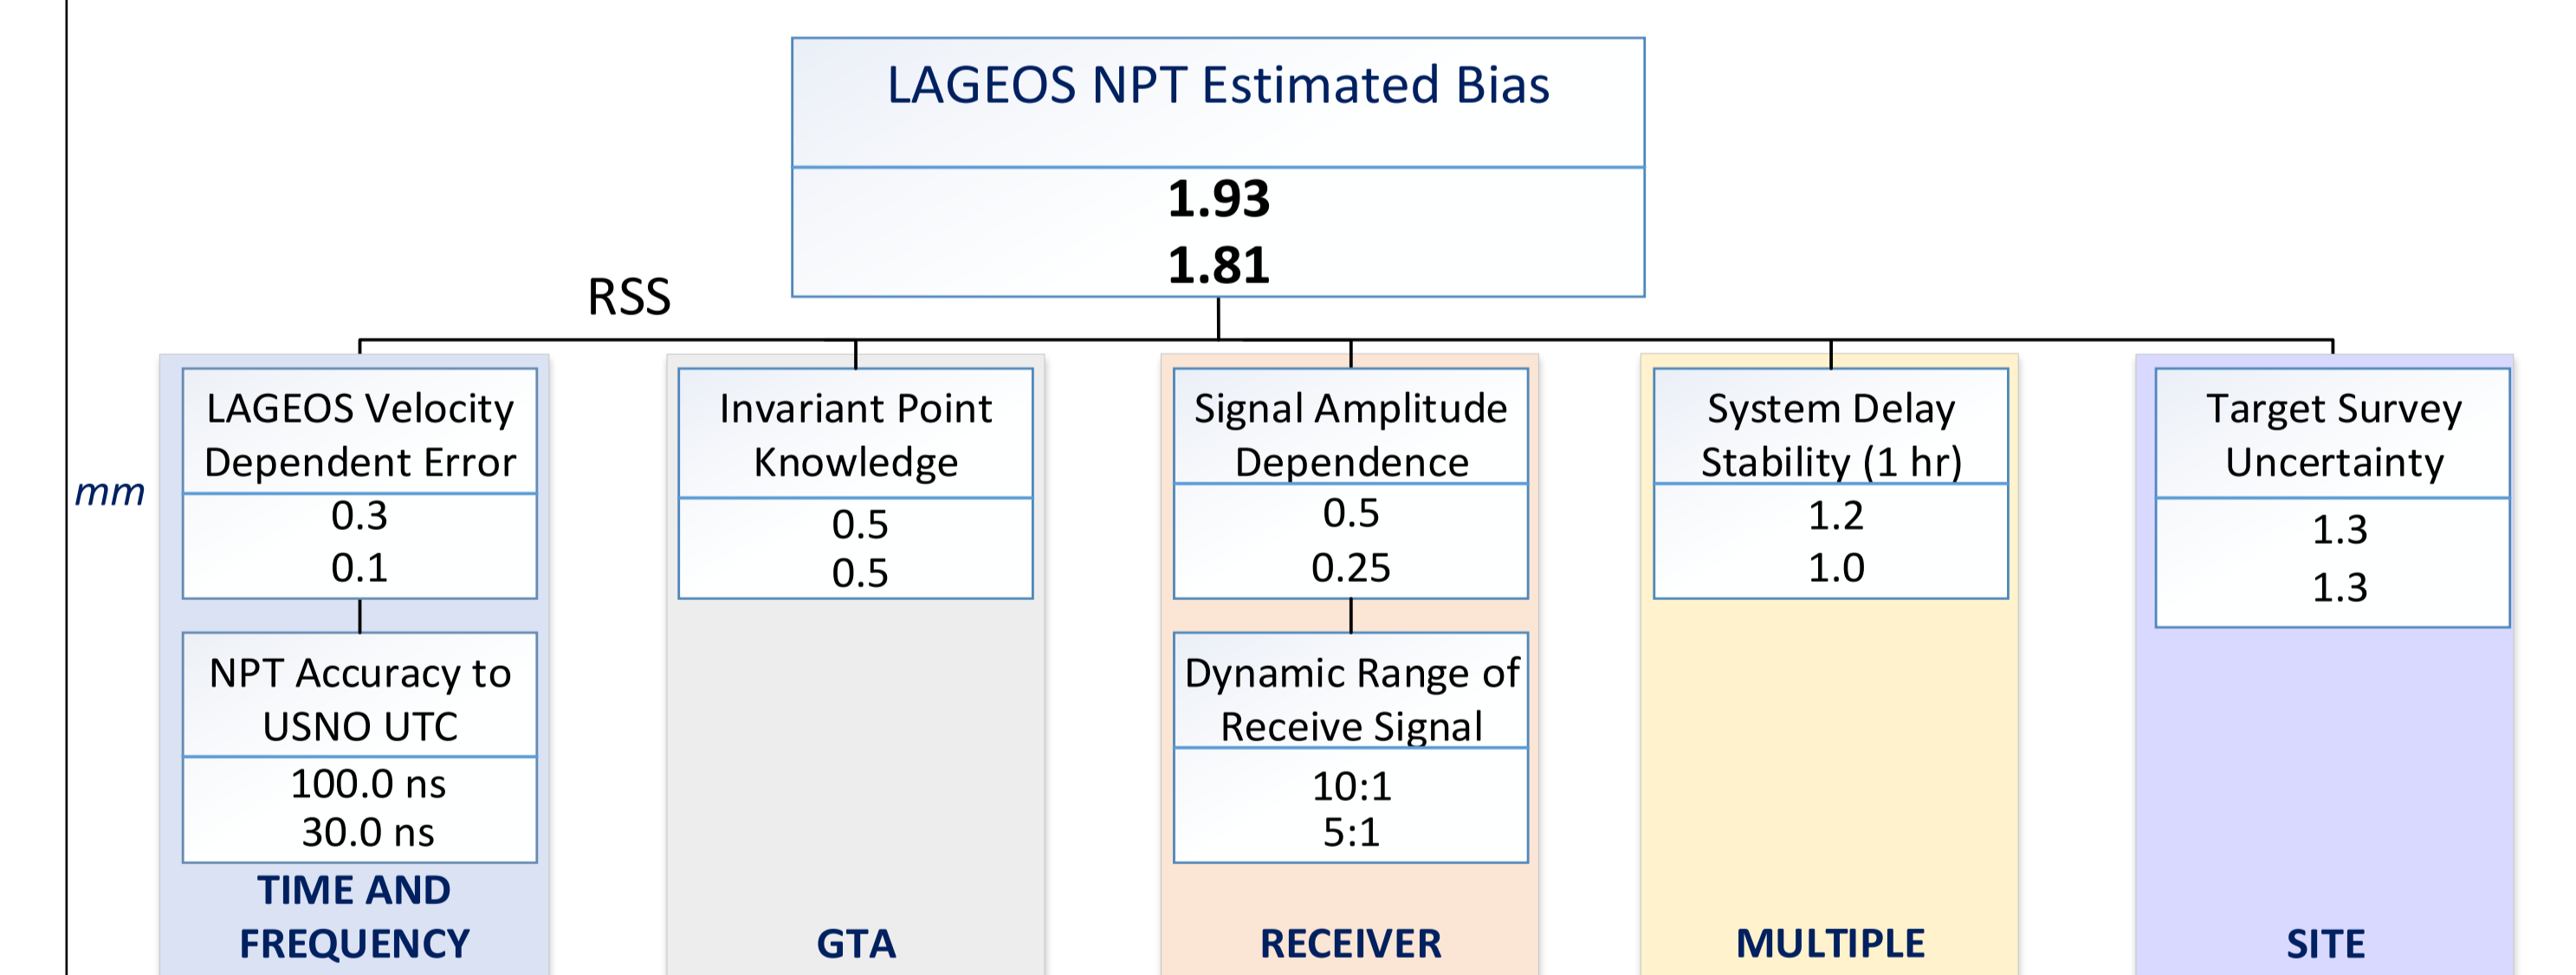 LAGEOS NPT Estimated Bias
1.93
1.81
RSS
mm
LAGEOS Velocity
Dependent Error
0.3
0.1
NPT Accuracy to
USNO UTC
100.0 ns
30.0 ns
TIME AND
FREQUENCY
Invariant Point
Knowledge
0.5
0.5
GTA
Signal Amplitude
Dependence
0.5
0.25
Dynamic Range of
Receive Signal
10:1
5:1
RECEIVER
System Delay
Stability (1 hr)
1.2
1.0
MULTIPLE
Target Survey
Uncertainty
1.3
1.3
SITE